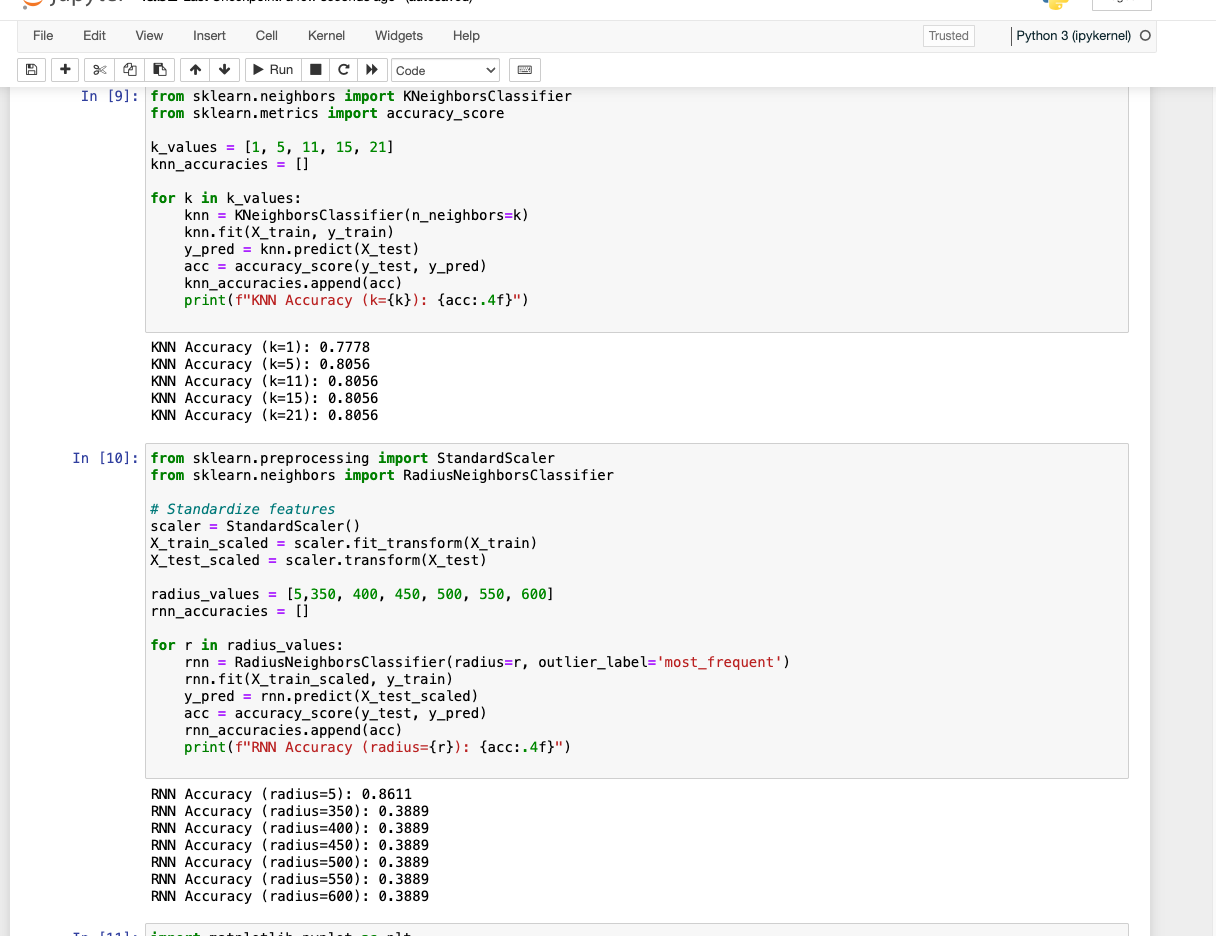 File Edit View Insert Cell Kernel Widgets Help Trusted Python 3 (ipykernel)
Run Code
In [9]: from sklearn.neighbors import KNeighborsClassifier
from sklearn.metrics import accuracy_score
k_values = [1, 5, 11, 15, 21]
knn_accuracies = []
for k in k_values:
knn = KNeighborsClassifier(n_neighbors=k)
knn.fit(X_train, y_train)
y_pred = knn.predict(X_test)
acc = accuracy_score(y_test, y_pred)
knn_accuracies.append(acc)
print(f"KNN Accuracy (k={k}): {acc:.4f}")
KNN Accuracy (k=1): 0.7778
KNN Accuracy (k=5): 0.8056
KNN Accuracy (k=11): 0.8056
KNN Accuracy (k=15): 0.8056
KNN Accuracy (k=21): 0.8056
In [10]: from sklearn.preprocessing import StandardScaler
from sklearn.neighbors import RadiusNeighborsClassifier
# Standardize features
scaler = StandardScaler()
X_train_scaled = scaler.fit_transform(X_train)
X_test_scaled = scaler.transform(X_test)
radius_values = [5,350, 400, 450, 500, 550, 600]
rnn_accuracies = []
for r in radius_values:
rnn = RadiusNeighborsClassifier(radius=r, outlier_label='most_frequent')
rnn.fit(X_train_scaled, y_train)
y_pred = rnn.predict(X_test_scaled)
acc = accuracy_score(y_test, y_pred)
rnn_accuracies.append(acc)
print(f"RNN Accuracy (radius={r}): {acc:.4f}")
RNN Accuracy (radius=5): 0.8611
RNN Accuracy (radius=350): 0.3889
RNN Accuracy (radius=400): 0.3889
RNN Accuracy (radius=450): 0.3889
RNN Accuracy (radius=500): 0.3889
RNN Accuracy (radius=550): 0.3889
RNN Accuracy (radius=600): 0.3889
In [11]: import matplotlib.pyplot as plt